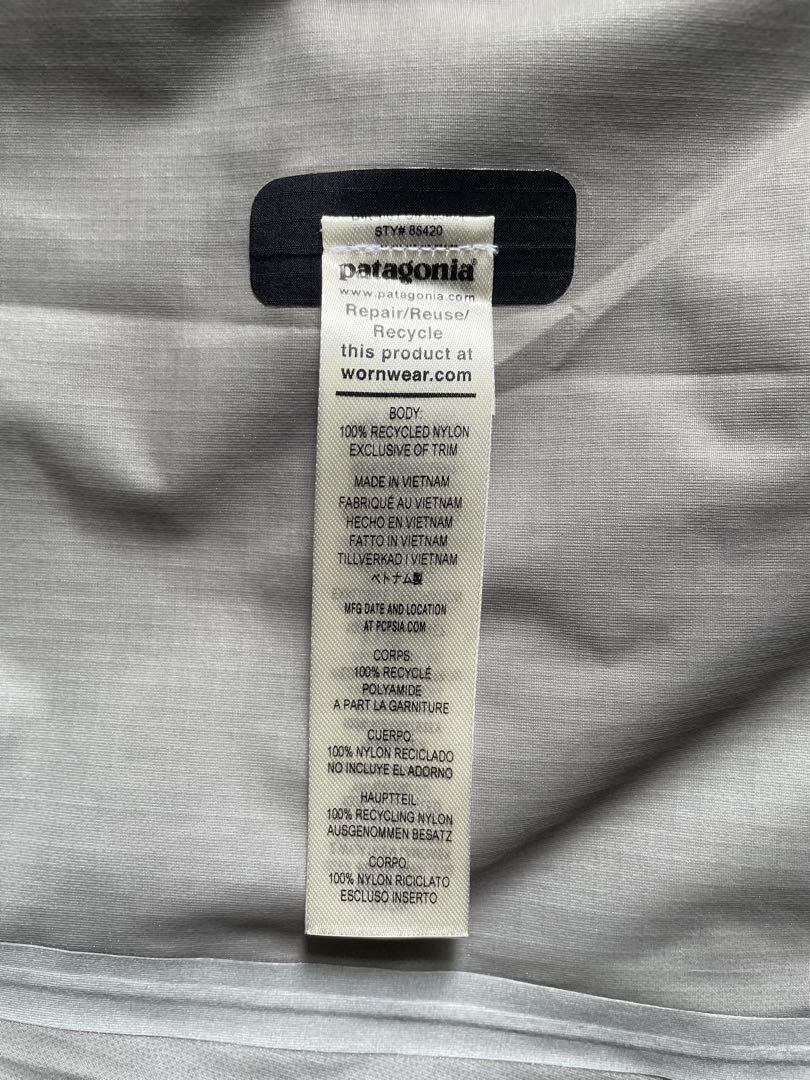 STY# 85420
patagonia®
www.patagonia.com
Repair/Reuse/
Recycle
this product at
wornwear.com
BODY:
100% RECYCLED NYLON
EXCLUSIVE OF TRIM
MADE IN VIETNAM
FABRIQUÉ AU VIETNAM
HECHO EN VIETNAM
FATTO IN VIETNAM
TILLVERKAD I VIETNAM
ベトナム製
MFG DATE AND LOCATION
AT PCPSIA.COM
CORPS:
100% RECYCLÉ
POLYAMIDE
A PART LA GARNITURE
CUERPO:
100% NYLON RECICLADO
NO INCLUYE EL ADORNO
HAUPTTEIL:
100% RECYCLING NYLON
AUSGENOMMEN BESATZ
CORPO:
100% NYLON RICICLATO
ESCLUSO INSERTO